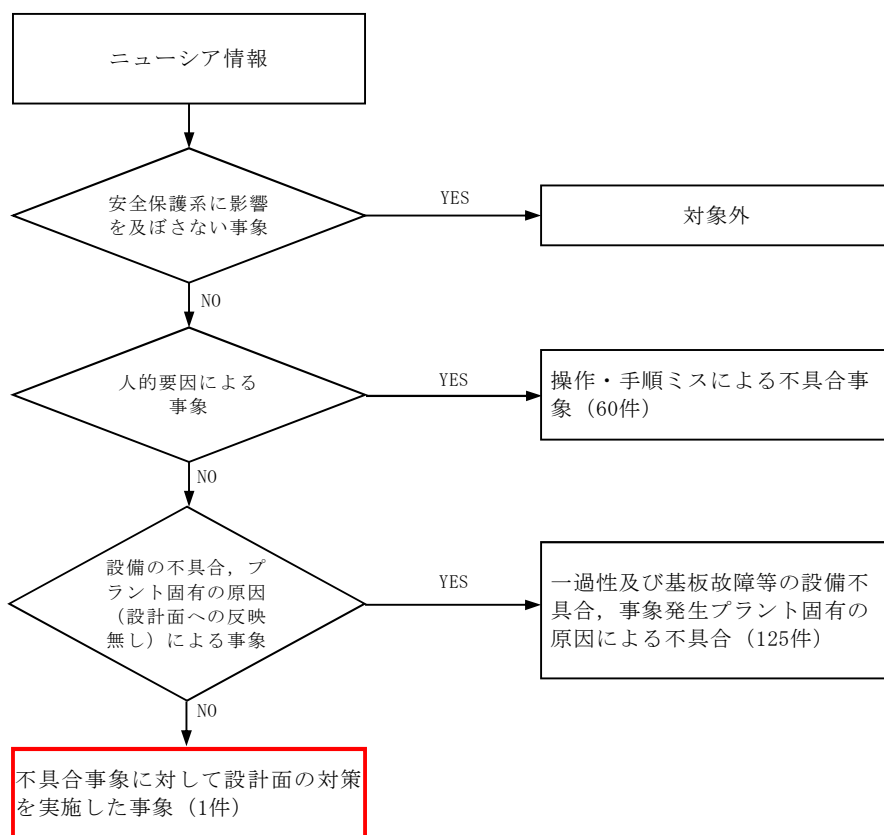 ニューシア情報
安全保護系に影響
を及ぼさない事象
YES
対象外
NO
人的要因による
事象
YES
操作・手順ミスによる不具合事
象（60件）
NO
設備の不具合，プ
ラント固有の原因
（設計面への反映
無し）による事象
YES
一過性及び基板故障等の設備不
具合，事象発生プラント固有の
原因による不具合（125件）
NO
不具合事象に対して設計面の対策
を実施した事象（1件）